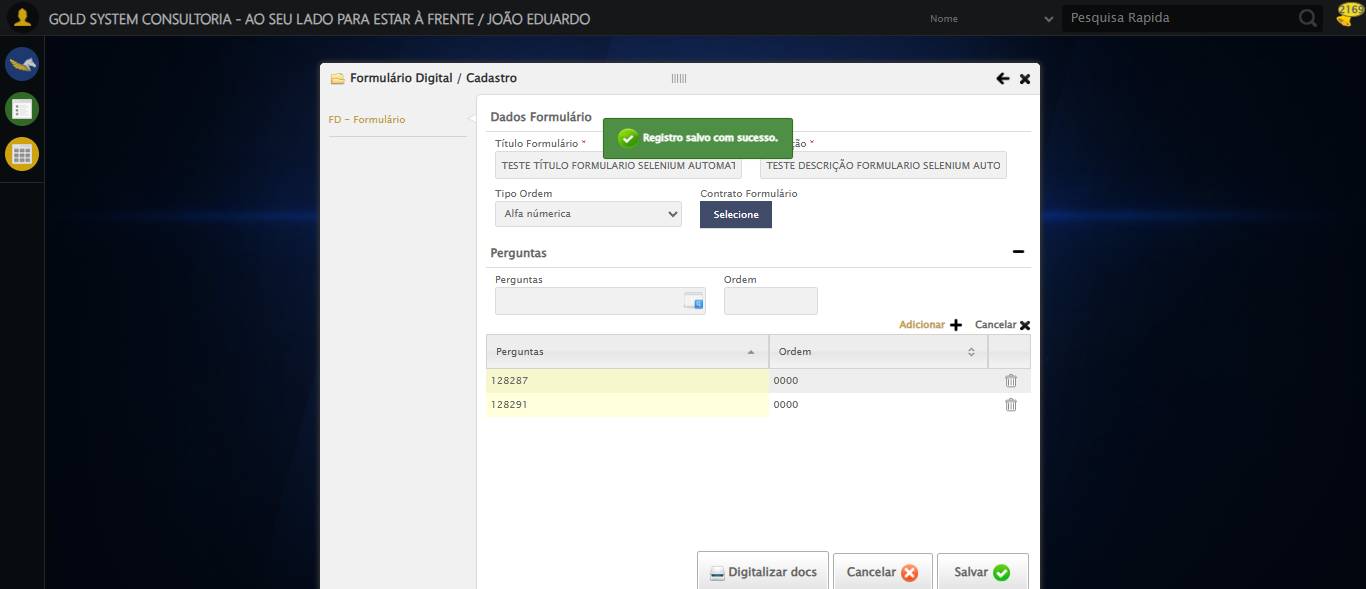 GOLD SYSTEM CONSULTORIA - AO SEU LADO PARA ESTAR À FRENTE / JOÃO EDUARDO
Nome
Pesquisa Rapida
2169
Formulário Digital / Cadastro
FD - Formulário
Dados Formulário
Registro salvo com sucesso.
Título Formulário *
ção *
TESTE TÍTULO FORMULARIO SELENIUM AUTOMAT
TESTE DESCRIÇÃO FORMULARIO SELENIUM AUTO
Tipo Ordem
Contrato Formulário
Alfa númerica
Selecione
Perguntas
Perguntas
Ordem
Adicionar
Cancelar
Perguntas
Ordem
128287
0000
128291
0000
Digitalizar docs
Cancelar
Salvar